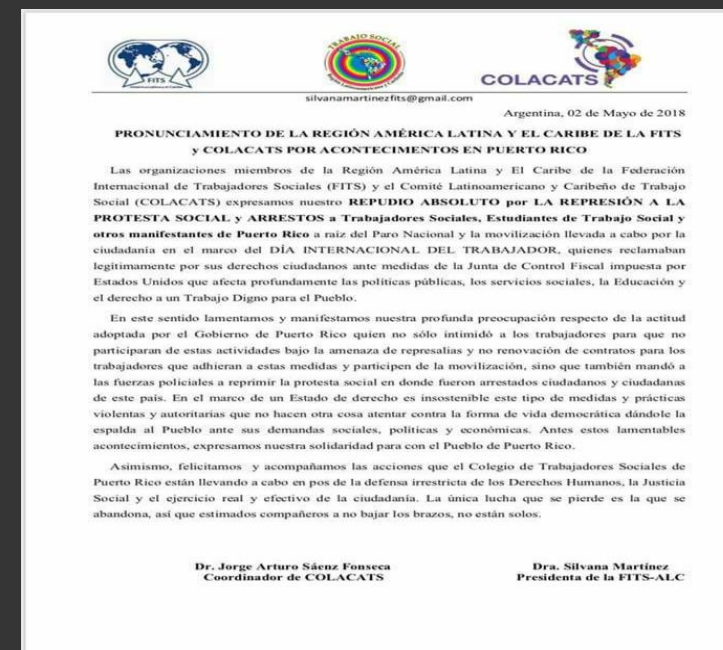 FITS
TRABAJO SOCIAL
COLACATS
silvanamartinezfits@gmail.com
Argentina, 02 de Mayo de 2018
PRONUNCIAMIENTO DE LA REGIÓN AMÉRICA LATINA Y EL CARIBE DE LA FITS
y COLACATS POR ACONTECIMENTOS EN PUERTO RICO
Las organizaciones miembros de la Región América Latina y El Caribe de la Federación
Internacional de Trabajadores Sociales (FITS) y el Comité Latinoamericano y Caribeño de Trabajo
Social (COLACATS) expresamos nuestro REPUDIO ABSOLUTO por LA REPRESIÓN A LA
PROTESTA SOCIAL y ARRESTOS a Trabajadores Sociales, Estudiantes de Trabajo Social y
otros manifestantes de Puerto Rico a raíz del Paro Nacional y la movilización llevada a cabo por la
ciudadanía en el marco del DÍA INTERNACIONAL DEL TRABAJADOR, quienes reclamaban
legítimamente por sus derechos ciudadanos ante medidas de la Junta de Control Fiscal impuesta por
Estados Unidos que afecta profundamente las políticas públicas, los servicios sociales, la Educación y
el derecho a un Trabajo Digno para el Pueblo.
En este sentido lamentamos y manifestamos nuestra profunda preocupación respecto de la actitud
adoptada por el Gobierno de Puerto Rico quien no sólo intimidó a los trabajadores para que no
participaran de estas actividades bajo la amenaza de represalias y no renovación de contratos para los
trabajadores que adhieran a estas medidas y participen de la movilización, sino que también mandó a
las fuerzas policiales a reprimir la protesta social en donde fueron arrestados ciudadanos y ciudadanas
de este país. En el marco de un Estado de derecho es insostenible este tipo de medidas y prácticas
violentas y autoritarias que no hacen otra cosa atentar contra la forma de vida democrática dándole la
espalda al Pueblo ante sus demandas sociales, políticas y económicas. Antes estos lamentables
acontecimientos, expresamos nuestra solidaridad para con el Pueblo de Puerto Rico.
Asimismo, felicitamos y acompañamos las acciones que el Colegio de Trabajadores Sociales de
Puerto Rico están llevando a cabo en pos de la defensa irrestricta de los Derechos Humanos, la Justicia
Social y el ejercicio real y efectivo de la ciudadanía. La única lucha que se pierde es la que se
abandona, así que estimados compañeros a no bajar los brazos, no están solos.
Dr. Jorge Arturo Sáenz Fonseca
Coordinador de COLACATS
Dra. Silvana Martínez
Presidenta de la FITS-ALC